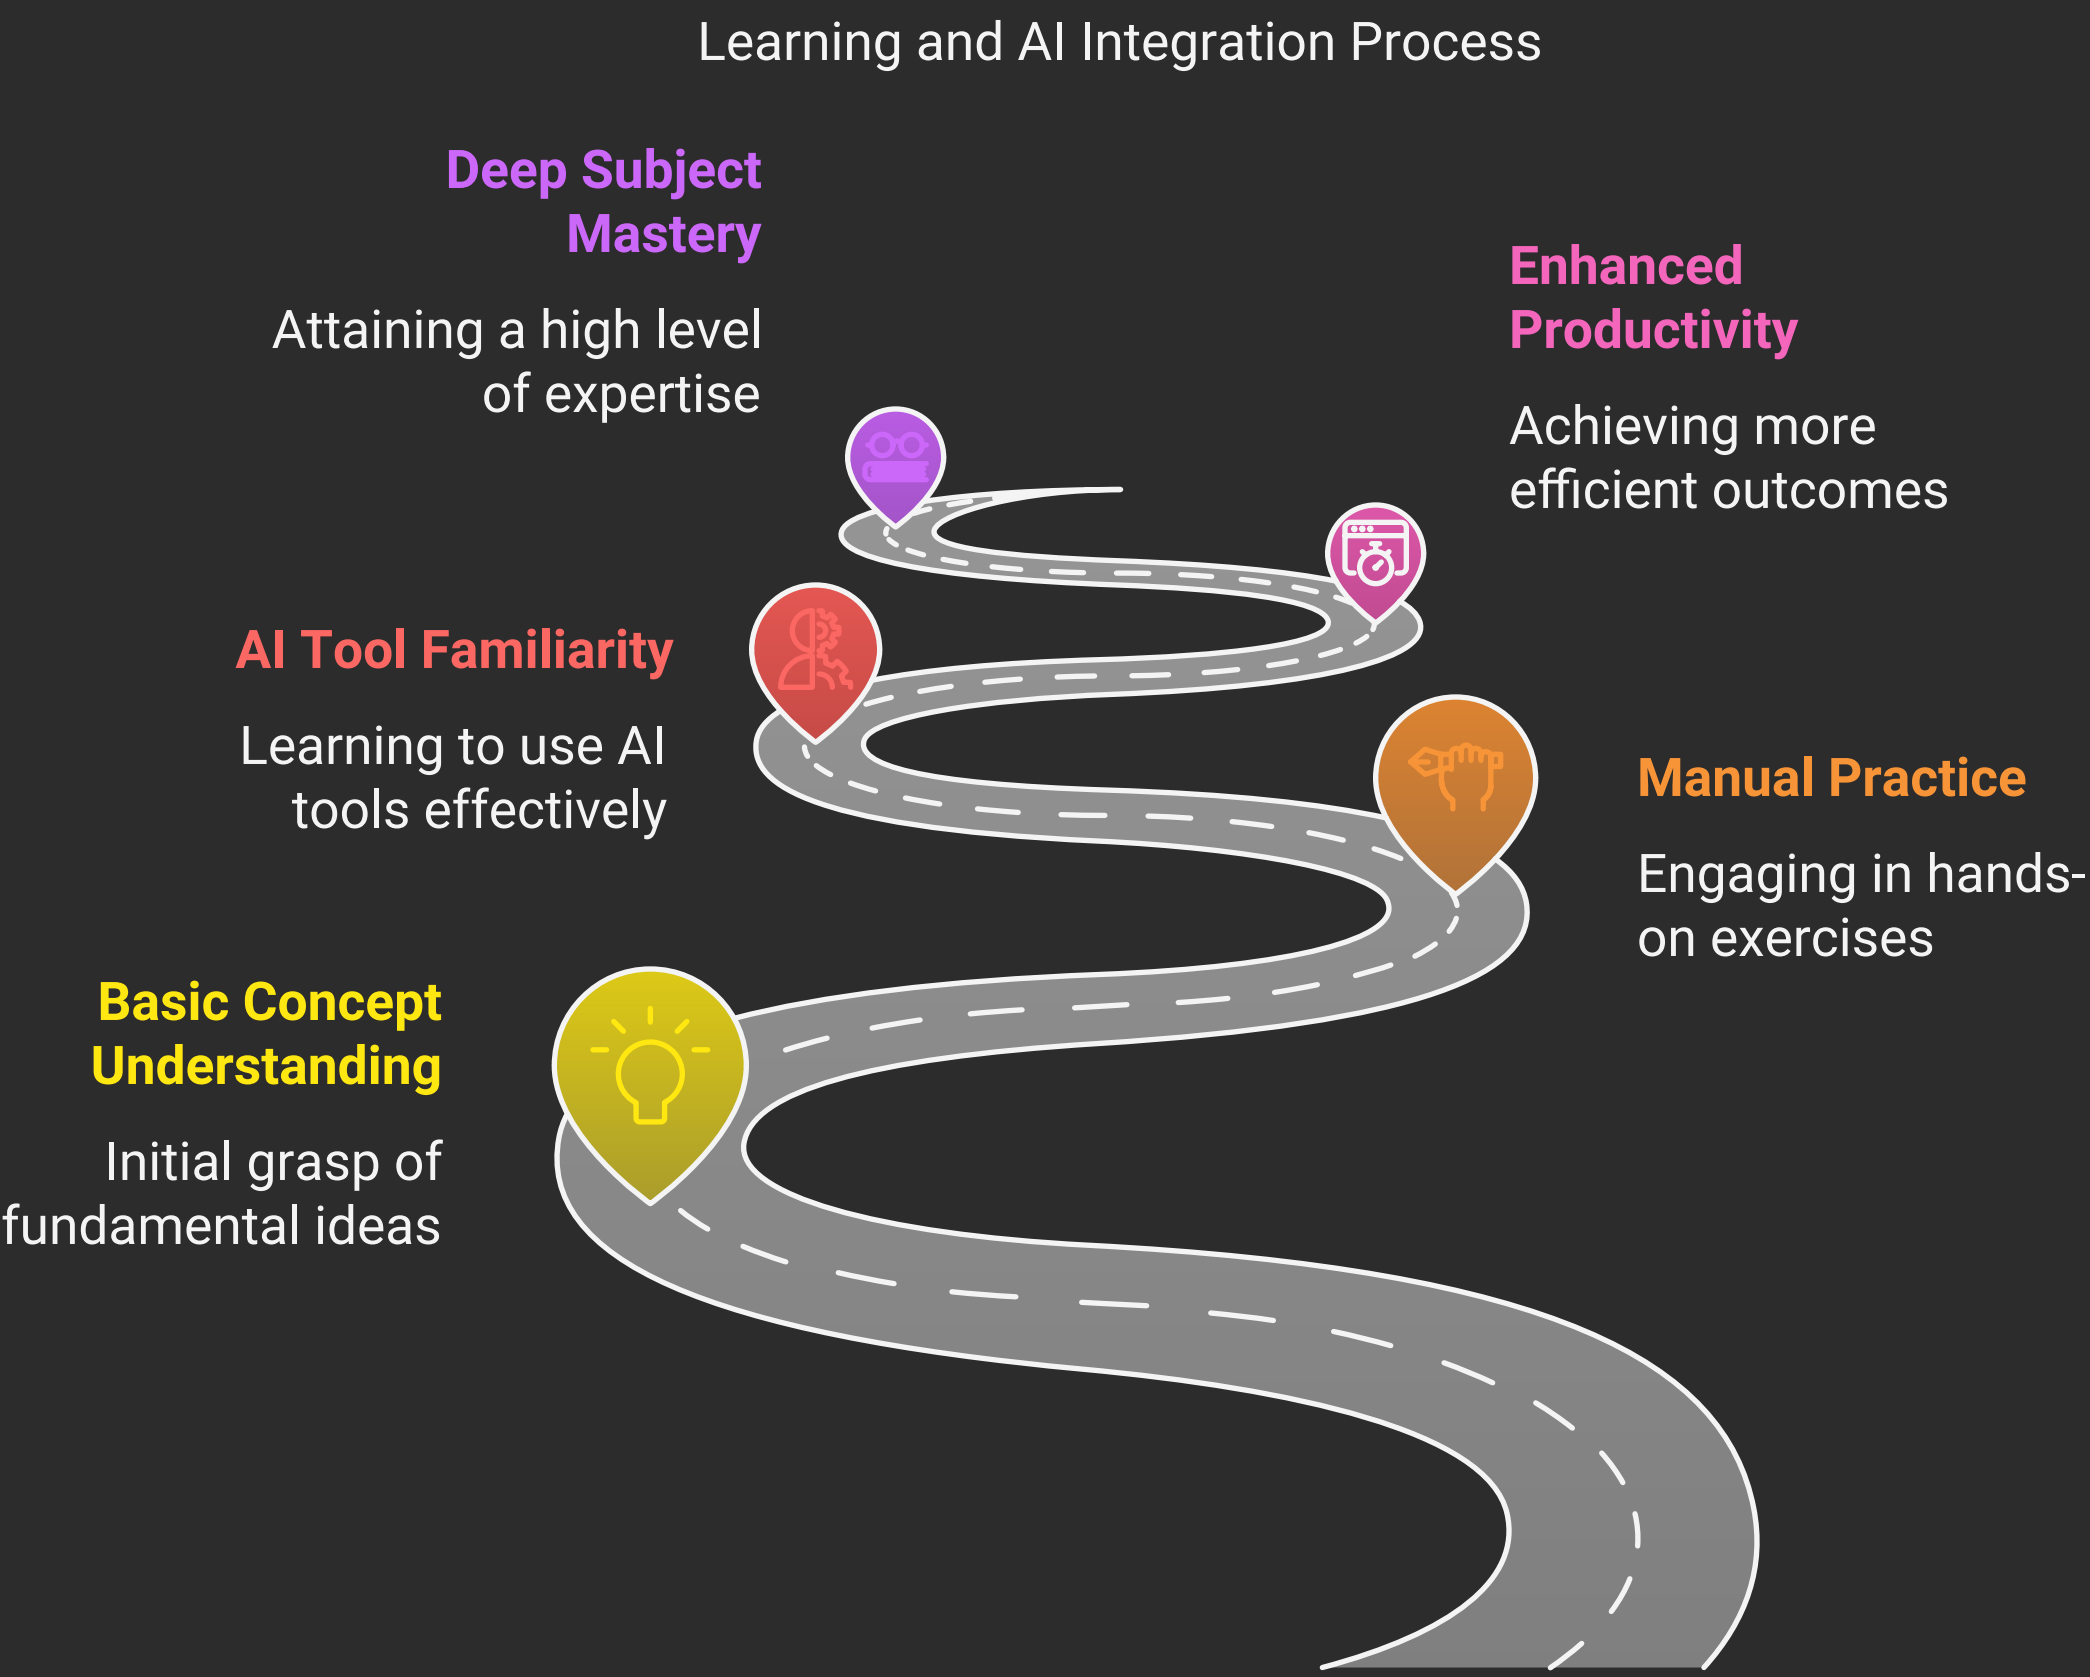 Learning and AI Integration Process
Deep Subject
Mastery
Attaining a high level
of expertise
Enhanced
Productivity
Achieving more
efficient outcomes
AI Tool Familiarity
Learning to use AI
tools effectively
Manual Practice
Engaging in hands-
on exercises
Basic Concept
Understanding
Initial grasp of
fundamental ideas